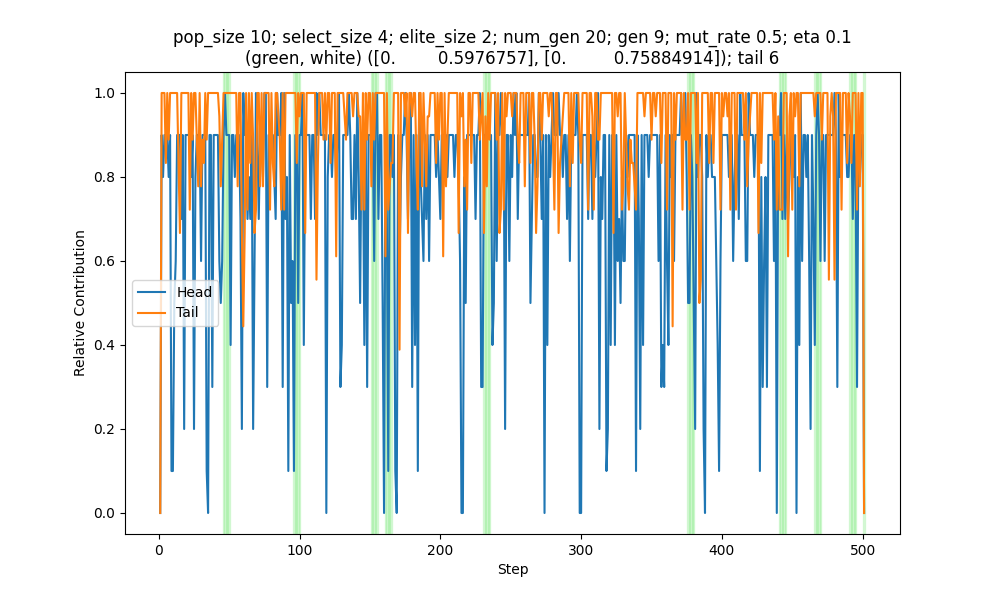 pop_size 10; select_size 4; elite_size 2; num_gen 20; gen 9; mut_rate 0.5; eta 0.1
(green, white) ([0.        0.5976757], [0.         0.75884914]); tail 6
1.0
0.8
0.6
0.4
0.2
0.0
Relative Contribution
Head
Tail
0
100
200
300
400
500
Step